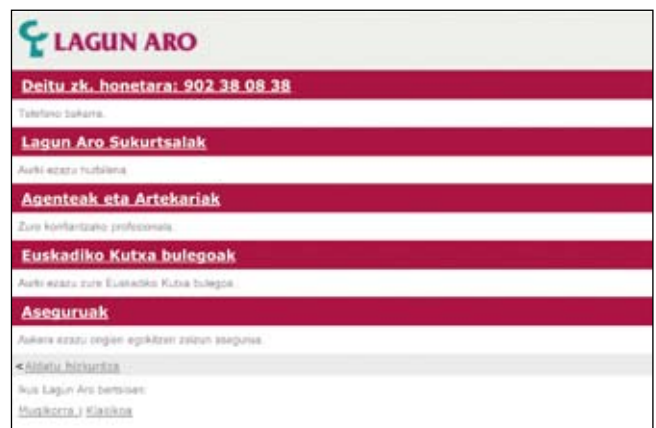 LAGUN ARO
Deitu zk. honetara: 902 38 08 38
Telefono bakarra.
Lagun Aro Sukurtsalak
Aurki ezazu hurbilena
Agenteak eta Artekariak
Zure konfiantzako profesionala.
Euskadiko Kutxa bulegoak
Aurki ezazu zure Euskadiko Kutxa bulegoa.
Aseguruak
Aukera ezazu ongien egokitzen zaizun asegurua.
<Aldatu hizkuntza
Ikus Lagun Aro bertsioan:
Mugikorra | Klasikoa